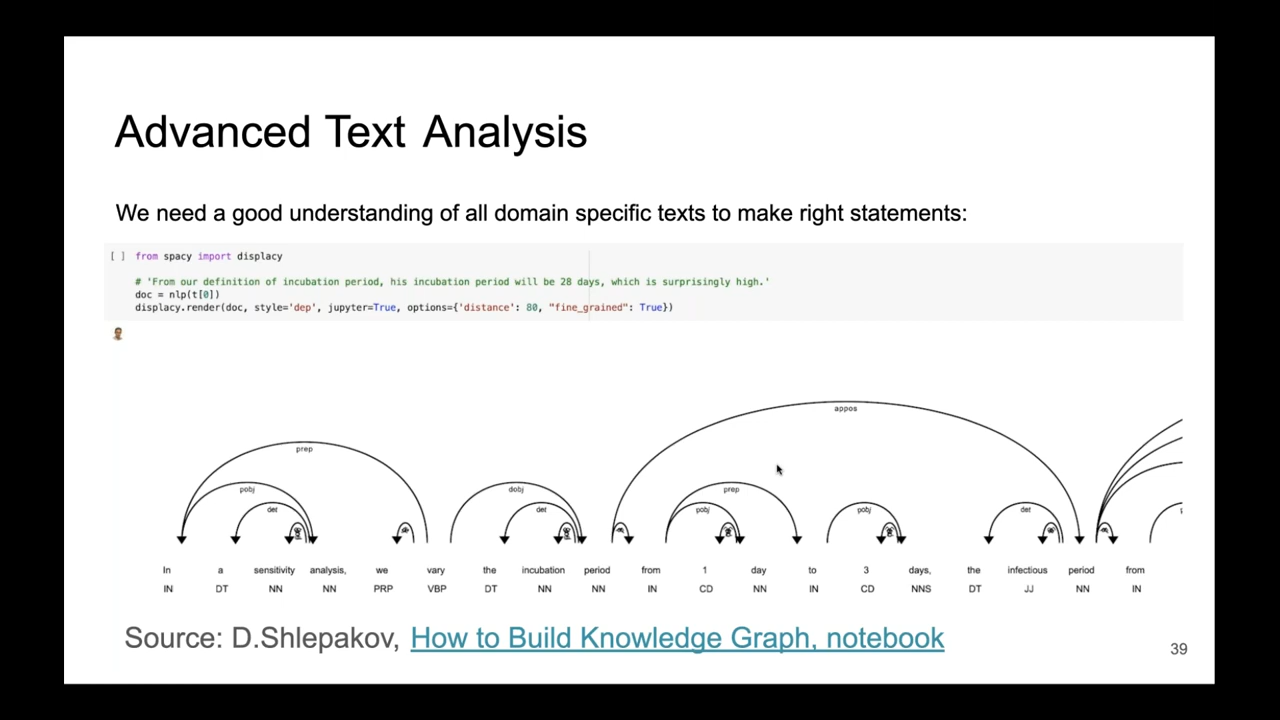 Advanced Text Analysis
We need a good understanding of all domain specific texts to make right statements:
[ ] from spacy import displacy
# 'From our definition of incubation period, his incubation period will be 28 days, which is surprisingly high.'
doc = nlp(t[0])
displacy.render(doc, style='dep', jupyter=True, options={'distance': 80, "fine_grained": True})
appos
prep
pobj dobj prep
det det pobj pobj det
In a sensitivity analysis, we vary the incubation period from 1 day to 3 days, the infectious period from
IN DT NN NN PRP VBP DT NN NN IN CD NN IN CD NNS DT JJ NN IN
Source: D.Shlepakov, How to Build Knowledge Graph, notebook
39